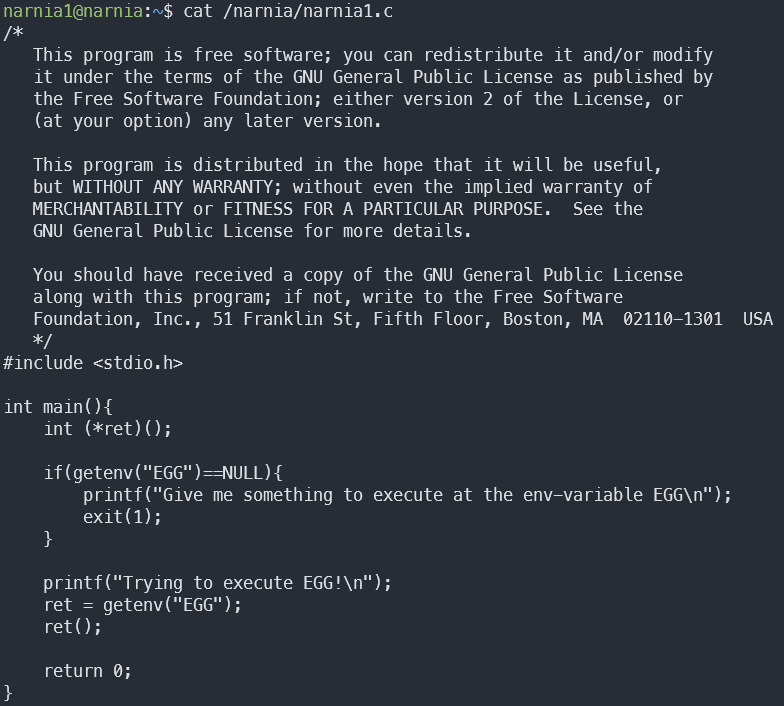 narnia1@narnia:~$ cat /narnia/narnia1.c
/*
   This program is free software; you can redistribute it and/or modify
   it under the terms of the GNU General Public License as published by
   the Free Software Foundation; either version 2 of the License, or
   (at your option) any later version.

   This program is distributed in the hope that it will be useful,
   but WITHOUT ANY WARRANTY; without even the implied warranty of
   MERCHANTABILITY or FITNESS FOR A PARTICULAR PURPOSE.  See the
   GNU General Public License for more details.

   You should have received a copy of the GNU General Public License
   along with this program; if not, write to the Free Software
   Foundation, Inc., 51 Franklin St, Fifth Floor, Boston, MA  02110-1301  USA
   */
#include <stdio.h>

int main(){
    int (*ret)();

    if(getenv("EGG")==NULL){
        printf("Give me something to execute at the env-variable EGG\n");
        exit(1);
    }

    printf("Trying to execute EGG!\n");
    ret = getenv("EGG");
    ret();

    return 0;
}